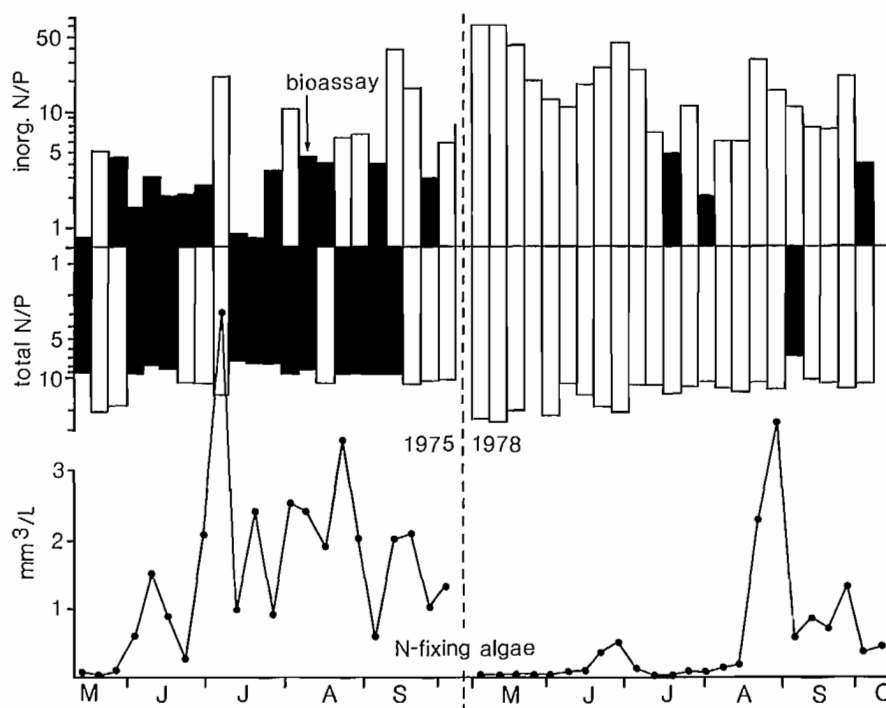 50
bioassay
inorg. N/P
10
5
1
1
total N/P
5
10
1975
1978
3
mm³/L
2
1
N-fixing algae
M J J A S
M J J A S O